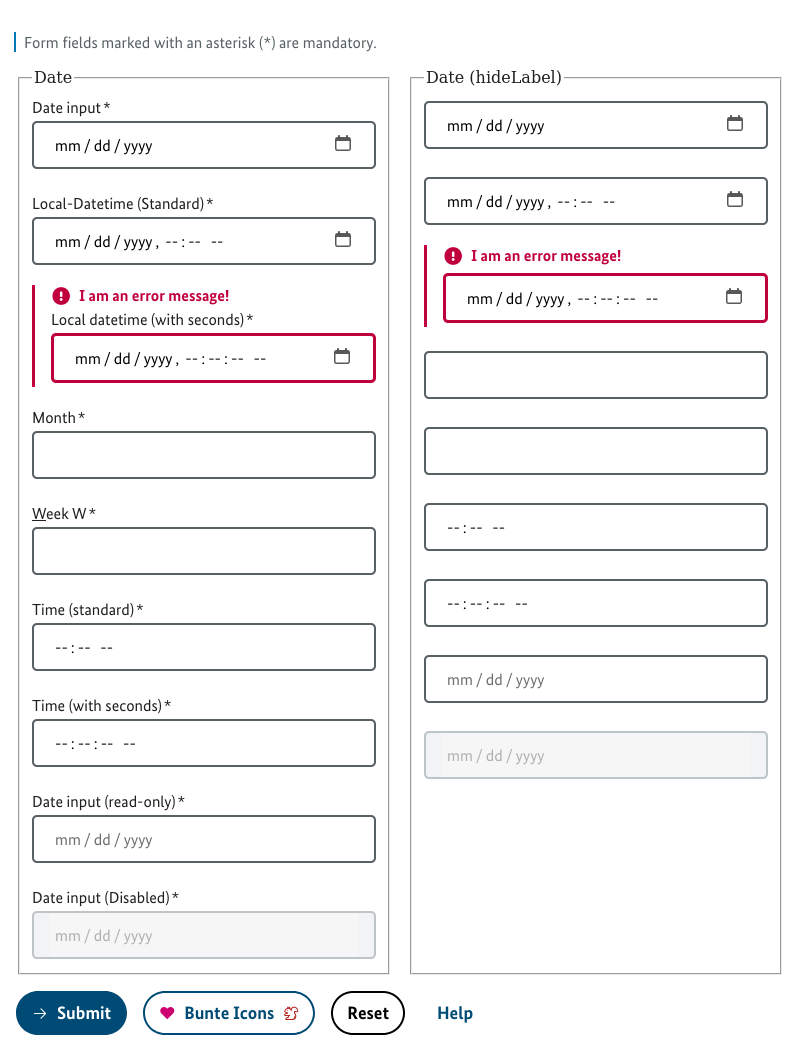 Form fields marked with an asterisk (*) are mandatory.
Date
Date input *
mm / dd / yyyy
Local-Datetime (Standard) *
mm / dd / yyyy , -- : -- --
I am an error message!
Local datetime (with seconds) *
mm / dd / yyyy , -- : -- : -- --
Month *
Week W *
Time (standard) *
-- : -- --
Time (with seconds) *
-- : -- : -- --
Date input (read-only) *
mm / dd / yyyy
Date input (Disabled) *
mm / dd / yyyy
Date (hideLabel)
mm / dd / yyyy
mm / dd / yyyy , -- : -- --
I am an error message!
mm / dd / yyyy , -- : -- : -- --
-- : -- --
-- : -- : -- --
mm / dd / yyyy
mm / dd / yyyy
Submit
Bunte Icons
Reset
Help